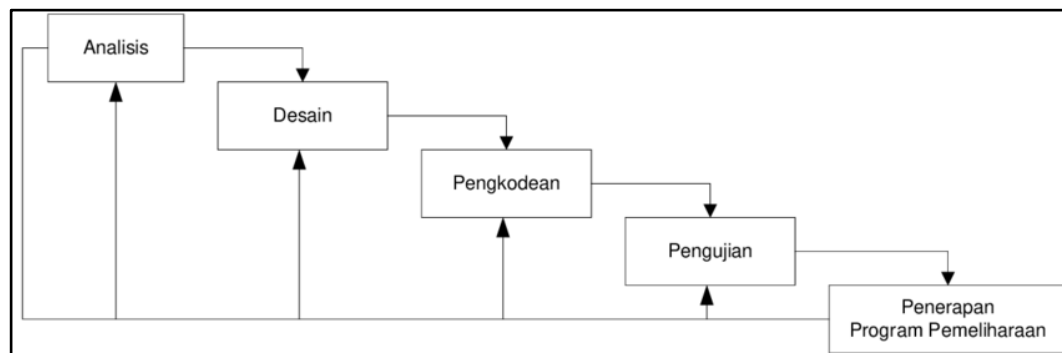 Analisis
Desain
Pengkodean
Pengujian
Penerapan
Program Pemeliharaan